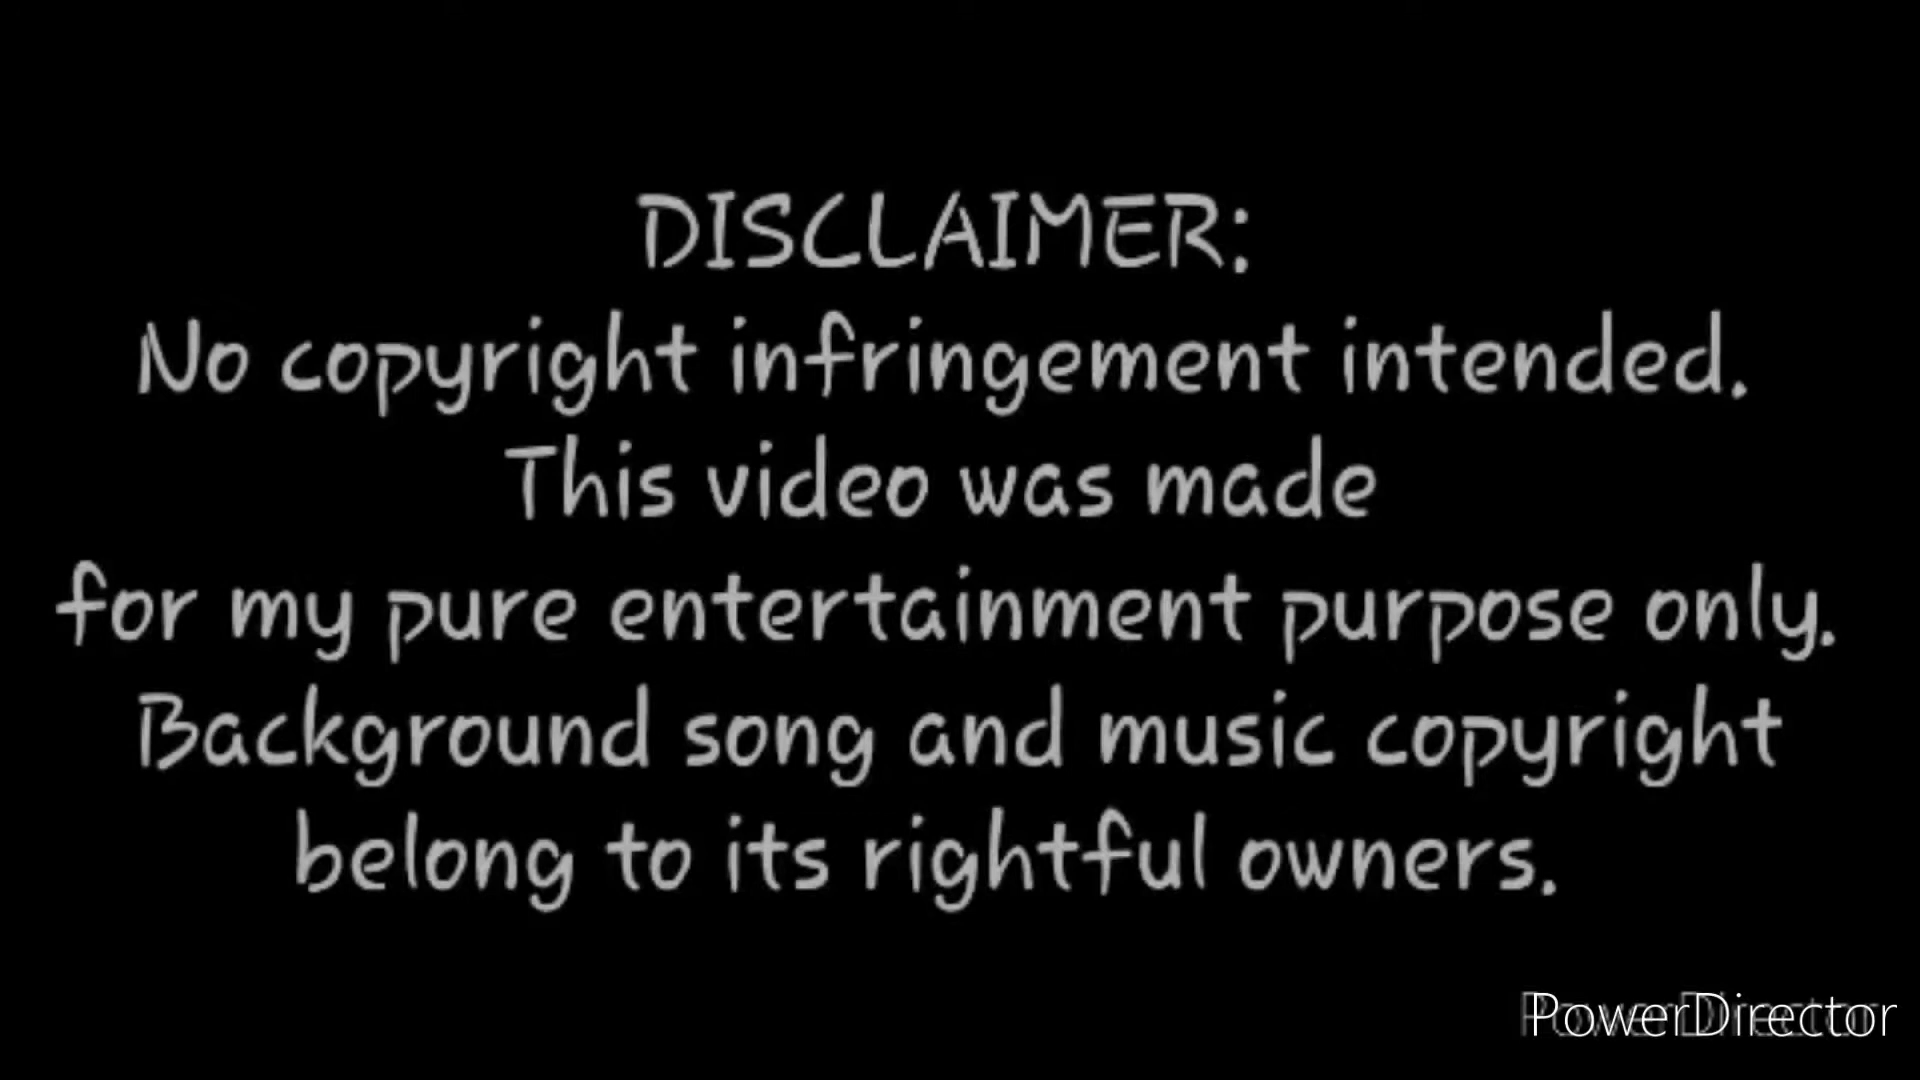 DISCLAIMER:
No copyright infringement intended.
This video was made
for my pure entertainment purpose only.
Background song and music copyright
belong to its rightful owners.
PowerDirector
PowerDirector